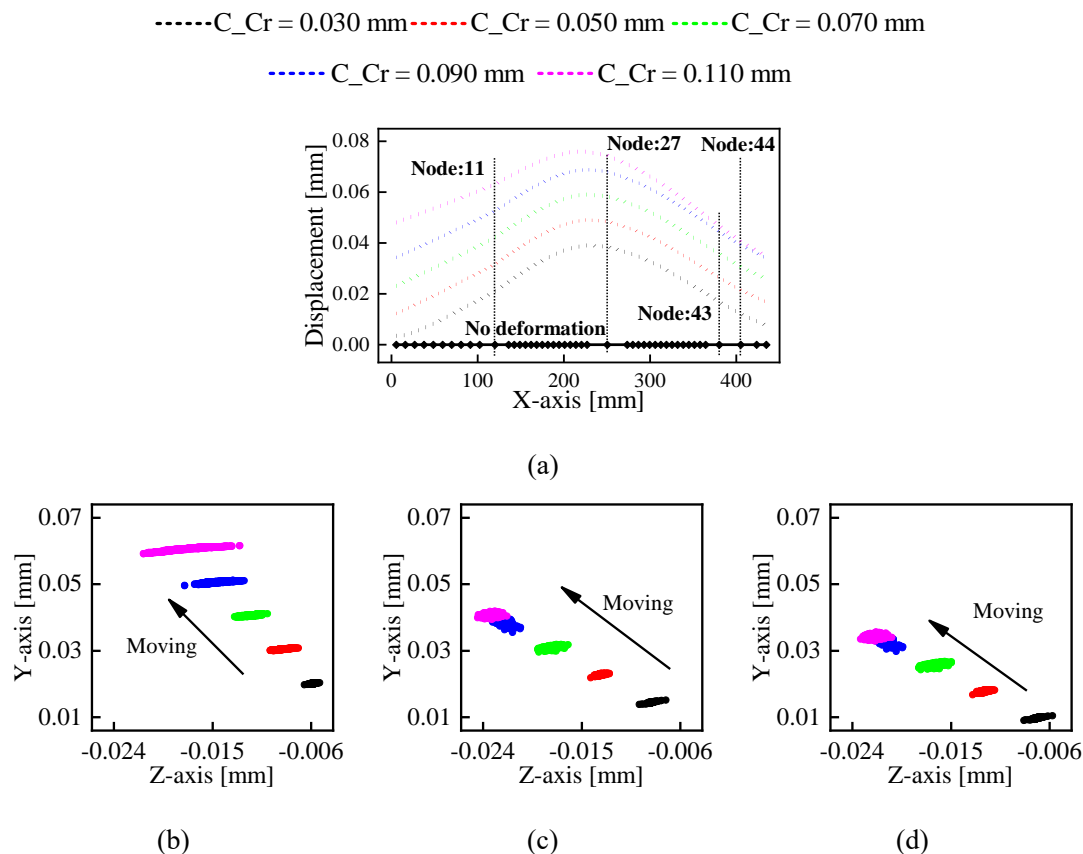 C_Cr = 0.030 mm C_Cr = 0.050 mm C_Cr = 0.070 mm
C_Cr = 0.090 mm C_Cr = 0.110 mm
Displacement [mm]
0.08
0.06
0.04
0.02
0.00
Node:11
Node:27
Node:44
Node:43
No deformation
0 100 200 300 400
X-axis [mm]
(a)
Y-axis [mm]
0.07
0.05
0.03
0.01
Moving
-0.024 -0.015 -0.006
Z-axis [mm]
(b)
Y-axis [mm]
0.07
0.05
0.03
0.01
Moving
-0.024 -0.015 -0.006
Z-axis [mm]
(c)
Y-axis [mm]
0.07
0.05
0.03
0.01
Moving
-0.024 -0.015 -0.006
Z-axis [mm]
(d)